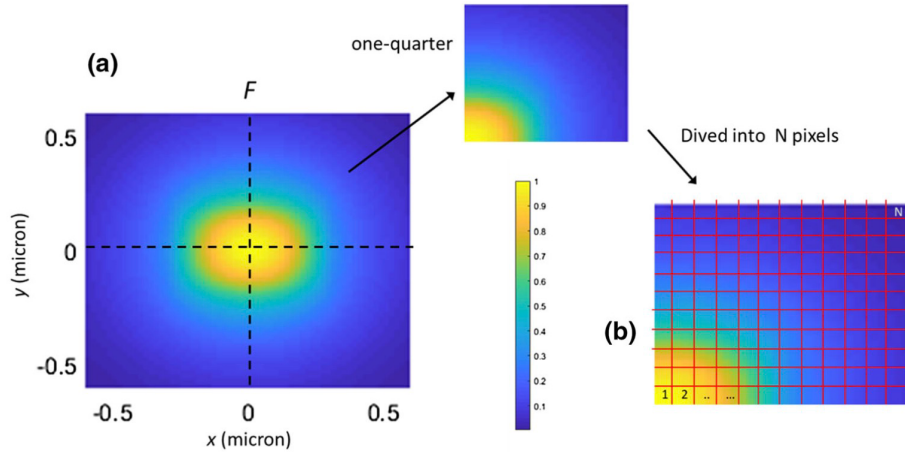 one-quarter
(a)
F
0.5
0
-0.5
y (micron)
-0.5
0
0.5
x (micron)
Dived into N pixels
1
0.9
0.8
0.7
0.6
0.5
0.4
0.3
0.2
0.1
N
(b)
1 2 .. ...